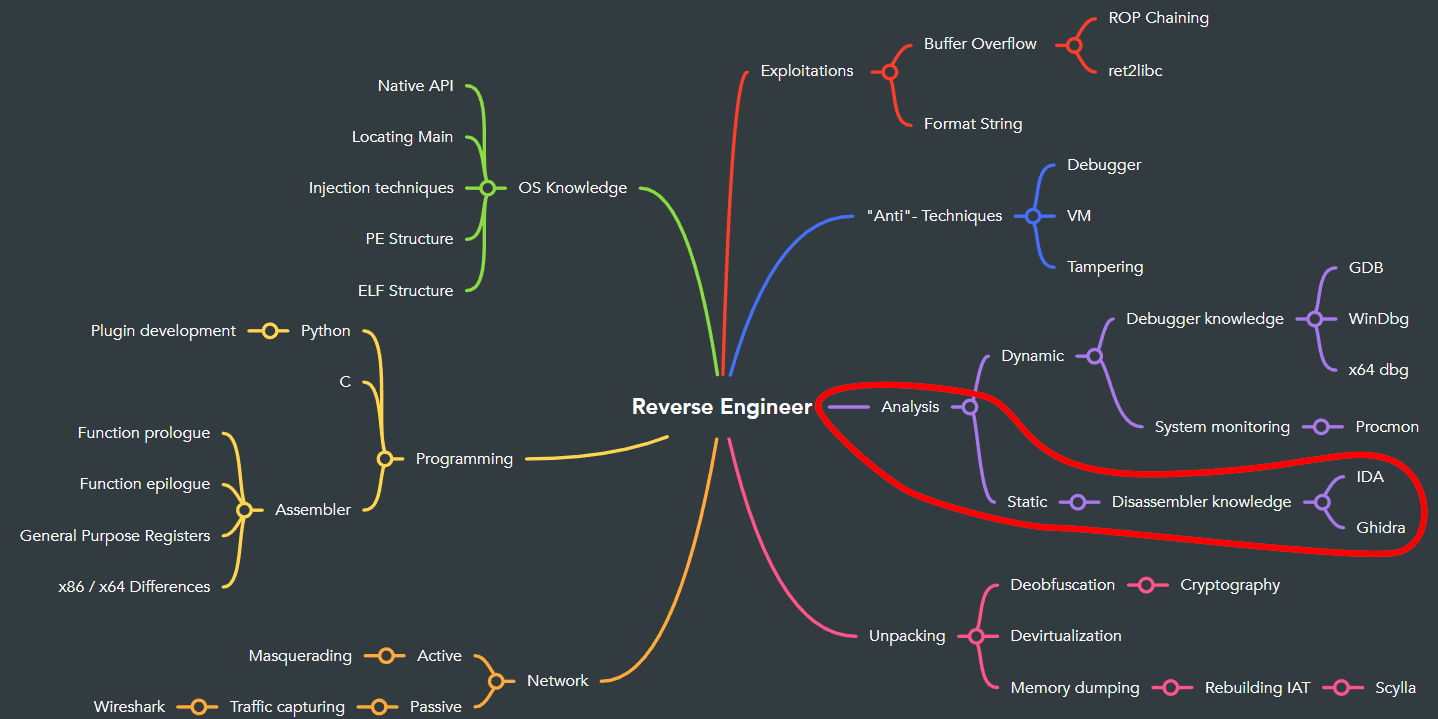 Reverse Engineer
Exploitations
Buffer Overflow
ROP Chaining
ret2libc
Format String
"Anti"- Techniques
Debugger
VM
Tampering
Analysis
Dynamic
Debugger knowledge
GDB
WinDbg
x64 dbg
System monitoring
Procmon
Static
Disassembler knowledge
IDA
Ghidra
Unpacking
Deobfuscation
Cryptography
Devirtualization
Memory dumping
Rebuilding IAT
Scylla
OS Knowledge
Native API
Locating Main
Injection techniques
PE Structure
ELF Structure
Programming
Python
Plugin development
C
Assembler
Function prologue
Function epilogue
General Purpose Registers
x86 / x64 Differences
Network
Active
Masquerading
Passive
Traffic capturing
Wireshark